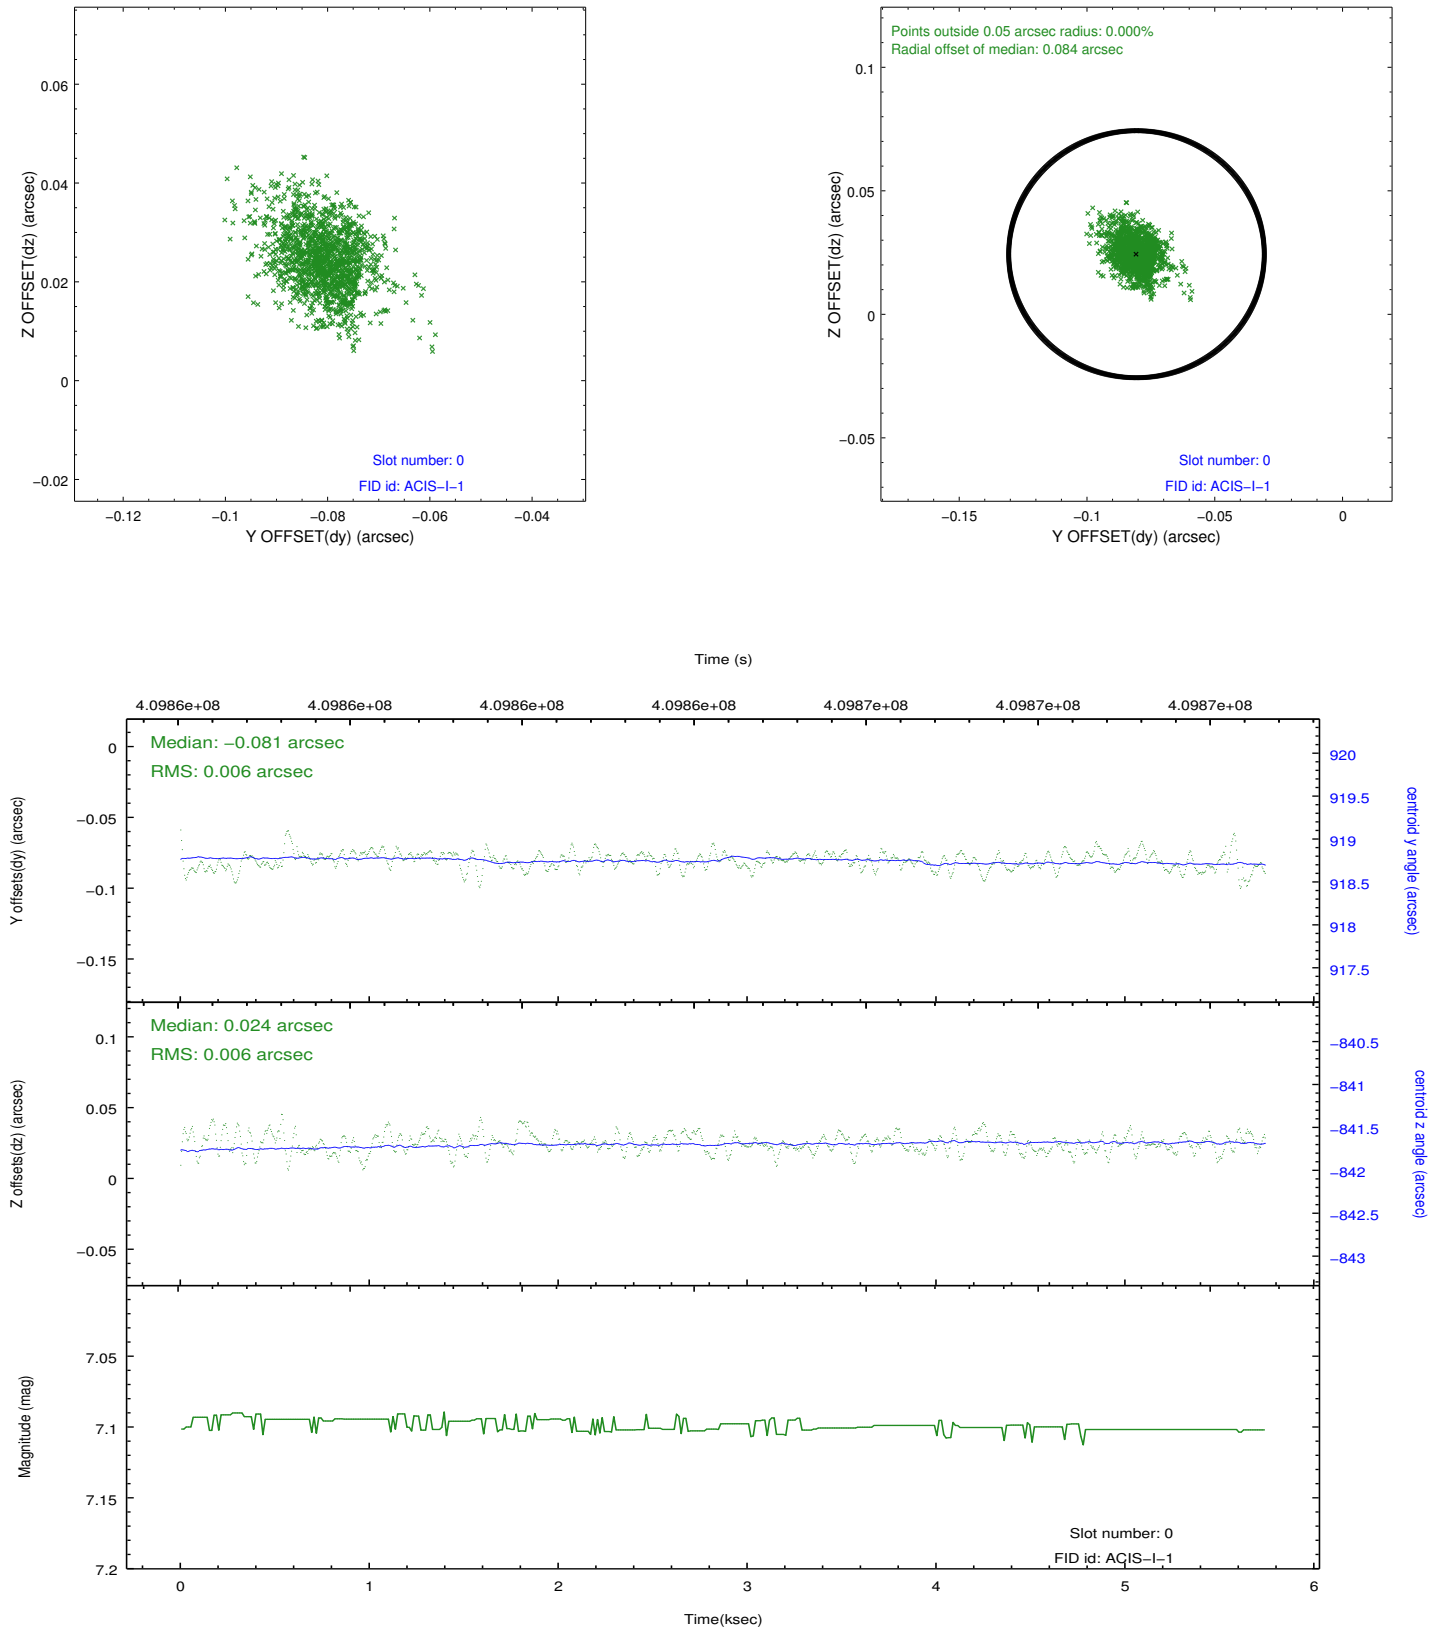 0.06
0.04
0.02
0
−0.02
Z OFFSET(dz) (arcsec)
Slot number: 0
FID id: ACIS−I−1
−0.12 −0.1 −0.08 −0.06 −0.04
Y OFFSET(dy) (arcsec)
Points outside 0.05 arcsec radius: 0.000%
Radial offset of median: 0.084 arcsec
0.1
0.05
0
−0.05
Z OFFSET(dz) (arcsec)
Slot number: 0
FID id: ACIS−I−1
−0.15 −0.1 −0.05 0
Y OFFSET(dy) (arcsec)
Time (s)
4.0986e+08 4.0986e+08 4.0986e+08 4.0986e+08 4.0987e+08 4.0987e+08 4.0987e+08
Median: −0.081 arcsec
RMS: 0.006 arcsec
0
−0.05
−0.1
−0.15
Y offsets(dy) (arcsec)
920
919.5
919
918.5
918
917.5
centroid y angle (arcsec)
Median: 0.024 arcsec
RMS: 0.006 arcsec
0.1
0.05
0
−0.05
Z offsets(dz) (arcsec)
−840.5
−841
−841.5
−842
−842.5
−843
centroid z angle (arcsec)
7.05
7.1
7.15
7.2
Magnitude (mag)
Slot number: 0
FID id: ACIS−I−1
0 1 2 3 4 5 6
Time(ksec)